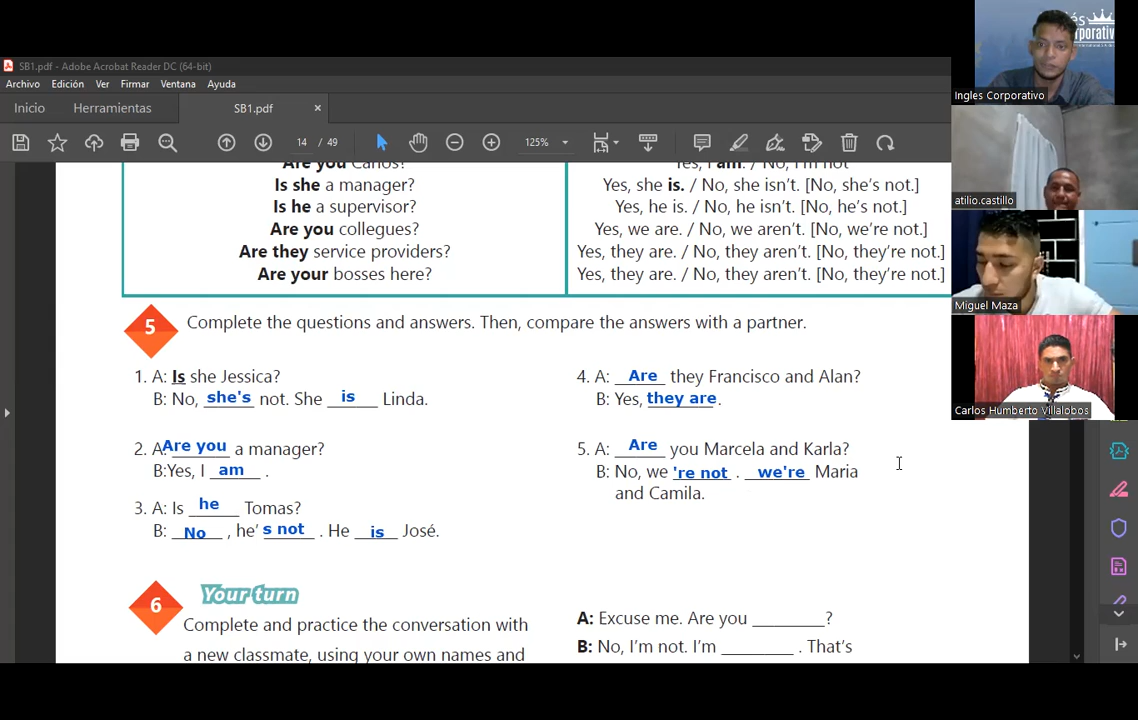 SB1.pdf - Adobe Acrobat Reader DC (64-bit)
Archivo Edición Ver Firmar Ventana Ayuda
Inicio Herramientas SB1.pdf ×
14 / 49 125%
Are you Carlos? Yes, I am. / No, I'm not
Is she a manager? Yes, she is. / No, she isn't. [No, she's not.]
Is he a supervisor? Yes, he is. / No, he isn't. [No, he's not.]
Are you collegues? Yes, we are. / No, we aren't. [No, we're not.]
Are they service providers? Yes, they are. / No, they aren't. [No, they're not.]
Are your bosses here? Yes, they are. / No, they aren't. [No, they're not.]
5 Complete the questions and answers. Then, compare the answers with a partner.
1. A: Is she Jessica?
B: No, she's not. She is Linda.
2. A: Are you a manager?
B:Yes, I am .
3. A: Is he Tomas?
B: No , he' s not . He is José.
4. A: Are they Francisco and Alan?
B: Yes, they are .
5. A: Are you Marcela and Karla?
B: No, we 're not . we're Maria
and Camila.
6 Your turn
Complete and practice the conversation with
a new classmate, using your own names and
A: Excuse me. Are you ________?
B: No, I'm not. I'm ________ . That's
Ingles Corporativo
atilio.castillo
Miguel Maza
Carlos Humberto Villalobos